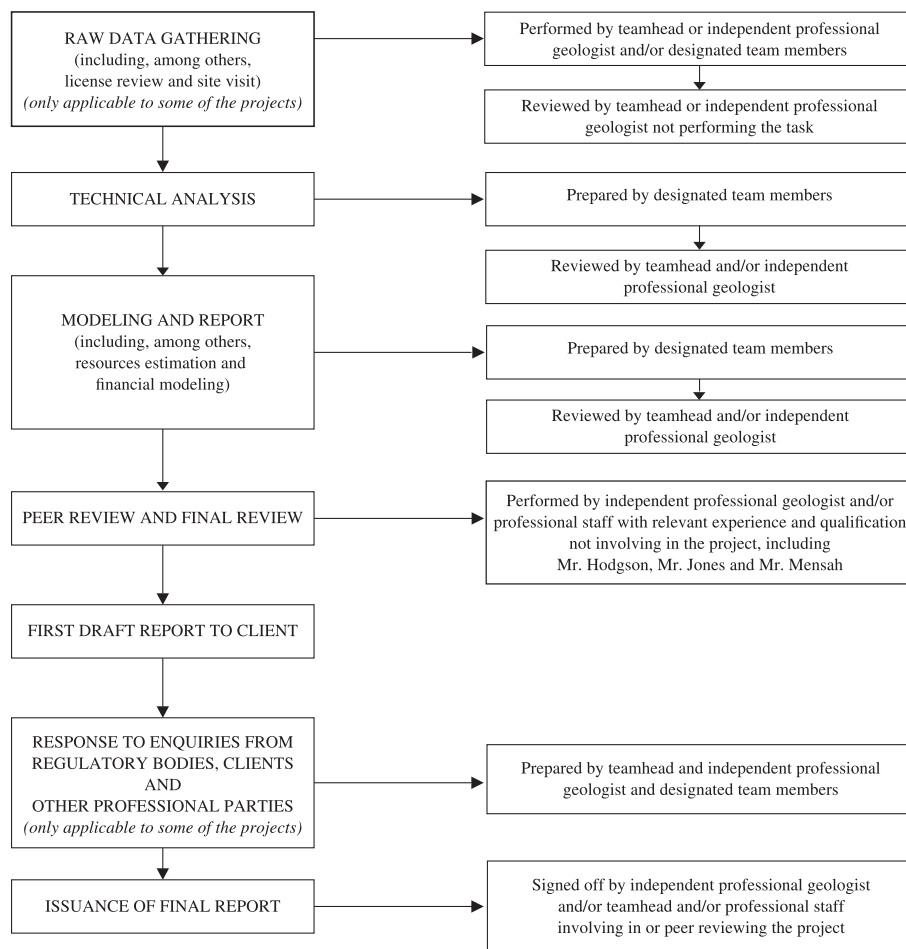 RAW DATA GATHERING
(including, among others,
license review and site visit)
(only applicable to some of the projects)
Performed by teamhead or independent professional
geologist and/or designated team members
Reviewed by teamhead or independent professional
geologist not performing the task
TECHNICAL ANALYSIS
Prepared by designated team members
Reviewed by teamhead and/or independent
professional geologist
MODELING AND REPORT
(including, among others,
resources estimation and
financial modeling)
Prepared by designated team members
Reviewed by teamhead and/or independent
professional geologist
PEER REVIEW AND FINAL REVIEW
Performed by independent professional geologist and/or
professional staff with relevant experience and qualification
not involving in the project, including
Mr. Hodgson, Mr. Jones and Mr. Mensah
FIRST DRAFT REPORT TO CLIENT
RESPONSE TO ENQUIRIES FROM
REGULATORY BODIES, CLIENTS
AND
OTHER PROFESSIONAL PARTIES
(only applicable to some of the projects)
Prepared by teamhead and independent professional
geologist and designated team members
ISSUANCE OF FINAL REPORT
Signed off by independent professional geologist
and/or teamhead and/or professional staff
involving in or peer reviewing the project